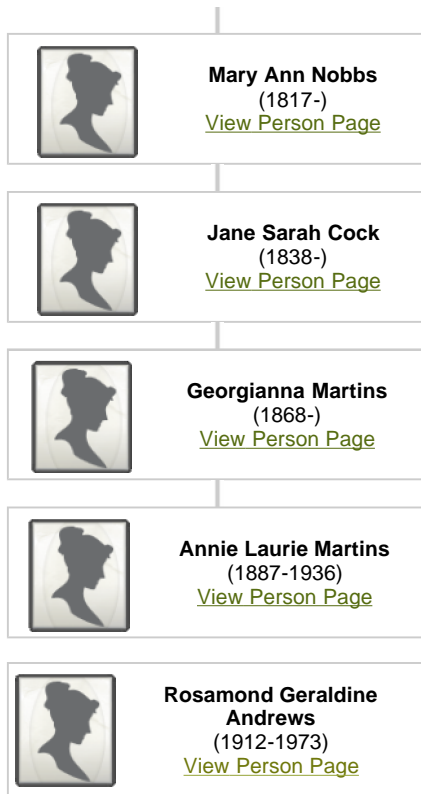 Mary Ann Nobbs
(1817-)
View Person Page
Jane Sarah Cock
(1838-)
View Person Page
Georgianna Martins
(1868-)
View Person Page
Annie Laurie Martins
(1887-1936)
View Person Page
Rosamond Geraldine
Andrews
(1912-1973)
View Person Page